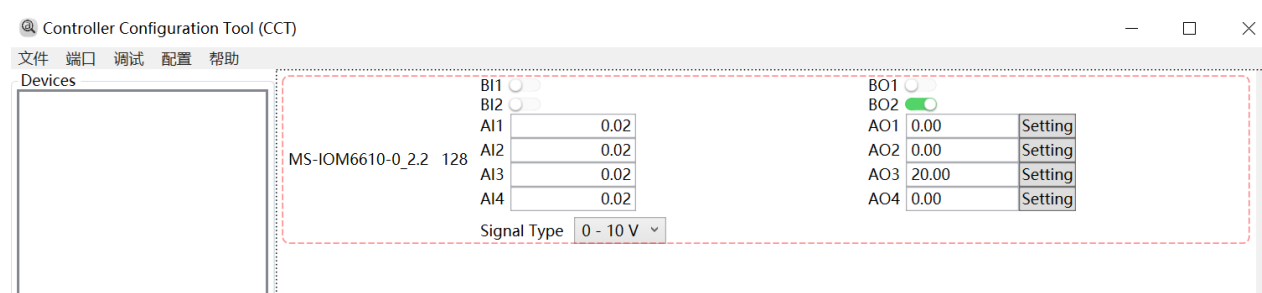 Controller Configuration Tool (CCT)
文件 端口 调试 配置 帮助
Devices
BI1 BO1
BI2 BO2
AI1 0.02 AO1 0.00 Setting
MS-IOM6610-0_2.2 128 AI2 0.02 AO2 0.00 Setting
AI3 0.02 AO3 20.00 Setting
AI4 0.02 AO4 0.00 Setting
Signal Type 0 - 10 V